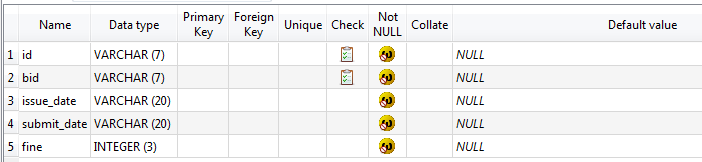 Name Data type Primary Key Foreign Key Unique Check Not NULL Collate Default value
1 id VARCHAR (7) NULL
2 bid VARCHAR (7) NULL
3 issue_date VARCHAR (20) NULL
4 submit_date VARCHAR (20) NULL
5 fine INTEGER (3) NULL